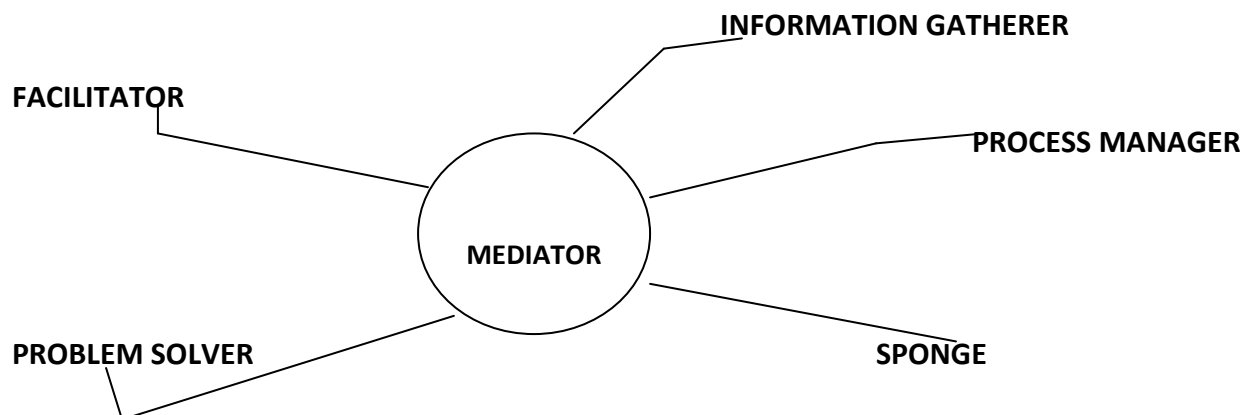 INFORMATION GATHERER
FACILITATOR
PROCESS MANAGER
MEDIATOR
PROBLEM SOLVER
SPONGE